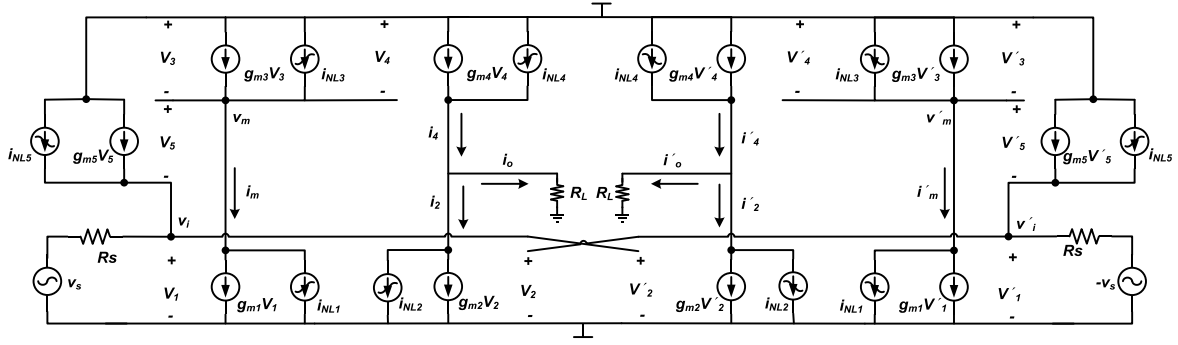 + + + + + +
V3 gm3V3 iNL3 V4 gm4V4 iNL4 iNL4 gm4V´4 V´4 iNL3 gm3V´3 V´3
- - - - - -
+ vm v´m +
iNL5 gm5V5 V5 i4 i´4 V´5 gm5V´5 iNL5
- io i´o -
im RL RL i´m
vi i2 i´2 v´i
Rs Rs
+ + + +
vs V1 gm1V1 iNL1 iNL2 gm2V2 V2 V´2 gm2V´2 iNL2 iNL1 gm1V´1 V´1 -vs
- - - -